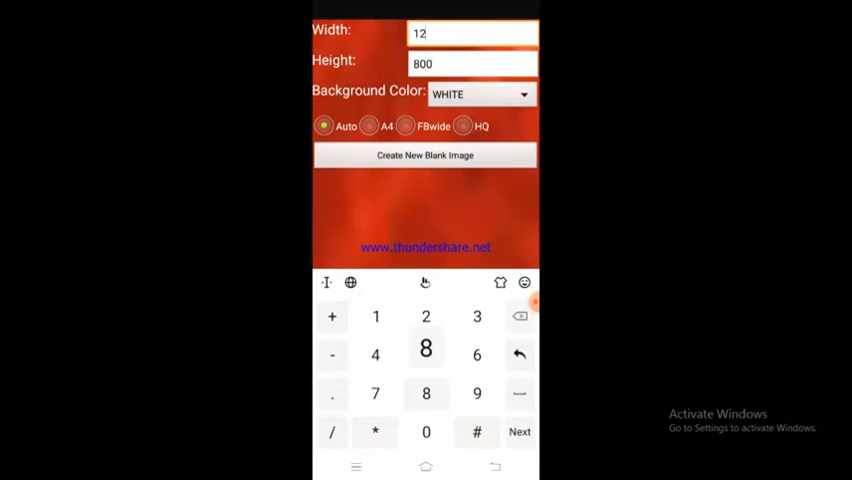 Width: 12
Height: 800
Background Color: WHITE
Auto A4 FBwide HQ
Create New Blank Image
www.thundershare.net
+ 1 2 3
8
- 4 6
. 7 8 9
/ * 0 # Next
Activate Windows
Go to Settings to activate Windows.